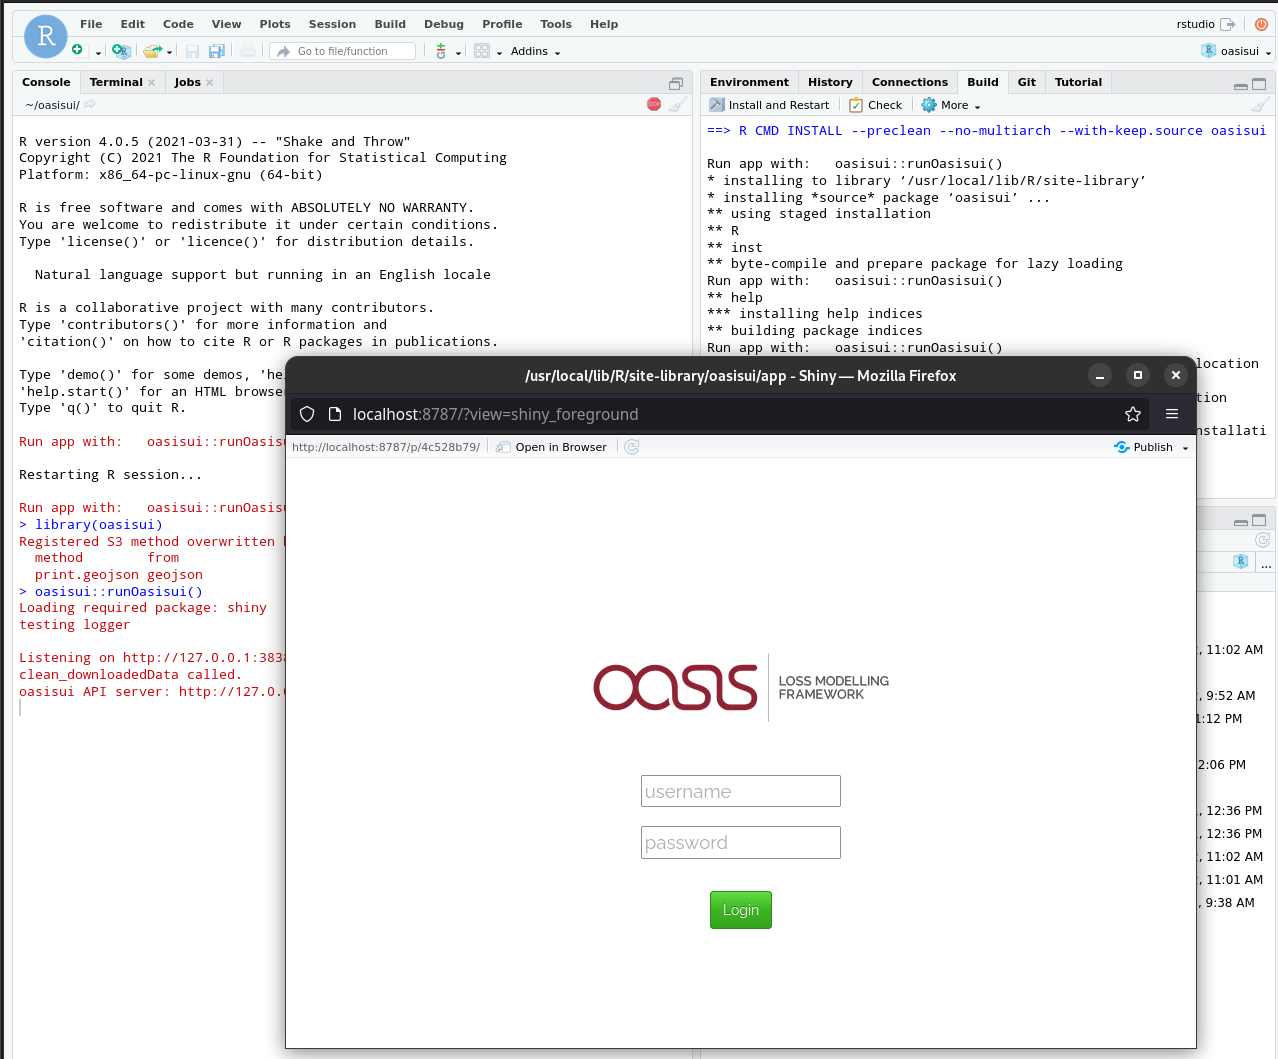 File Edit Code View Plots Session Build Debug Profile Tools Help
rstudio
Go to file/function
Addins
oasisui
Console Terminal Jobs
~/oasisui/
R version 4.0.5 (2021-03-31) -- "Shake and Throw"
Copyright (C) 2021 The R Foundation for Statistical Computing
Platform: x86_64-pc-linux-gnu (64-bit)
R is free software and comes with ABSOLUTELY NO WARRANTY.
You are welcome to redistribute it under certain conditions.
Type 'license()' or 'licence()' for distribution details.
Natural language support but running in an English locale
R is a collaborative project with many contributors.
Type 'contributors()' for more information and
'citation()' on how to cite R or R packages in publications.
Type 'demo()' for some demos, 'he
'help.start()' for an HTML browse
Type 'q()' to quit R.
Run app with: oasisui::runOasis
Restarting R session...
Run app with: oasisui::runOasis
> library(oasisui)
Registered S3 method overwritten
method from
print.geojson geojson
> oasisui::runOasisui()
Loading required package: shiny
testing logger
Listening on http://127.0.0.1:383
clean_downloadedData called.
oasisui API server: http://127.0.
Environment History Connections Build Git Tutorial
Install and Restart Check More
==> R CMD INSTALL --preclean --no-multiarch --with-keep.source oasisui
Run app with: oasisui::runOasisui()
* installing to library ‘/usr/local/lib/R/site-library’
* installing *source* package ‘oasisui’ ...
** using staged installation
** R
** inst
** byte-compile and prepare package for lazy loading
Run app with: oasisui::runOasisui()
** help
*** installing help indices
** building package indices
Run app with: oasisui::runOasisui()
location
tion
nstallati
...
, 11:02 AM
, 9:52 AM
1:12 PM
2:06 PM
, 12:36 PM
, 12:36 PM
, 11:02 AM
, 11:01 AM
, 9:38 AM
/usr/local/lib/R/site-library/oasisui/app - Shiny — Mozilla Firefox
localhost:8787/?view=shiny_foreground
http://localhost:8787/p/4c528b79/ Open in Browser
Publish
oasis LOSS MODELLING
FRAMEWORK
username
password
Login